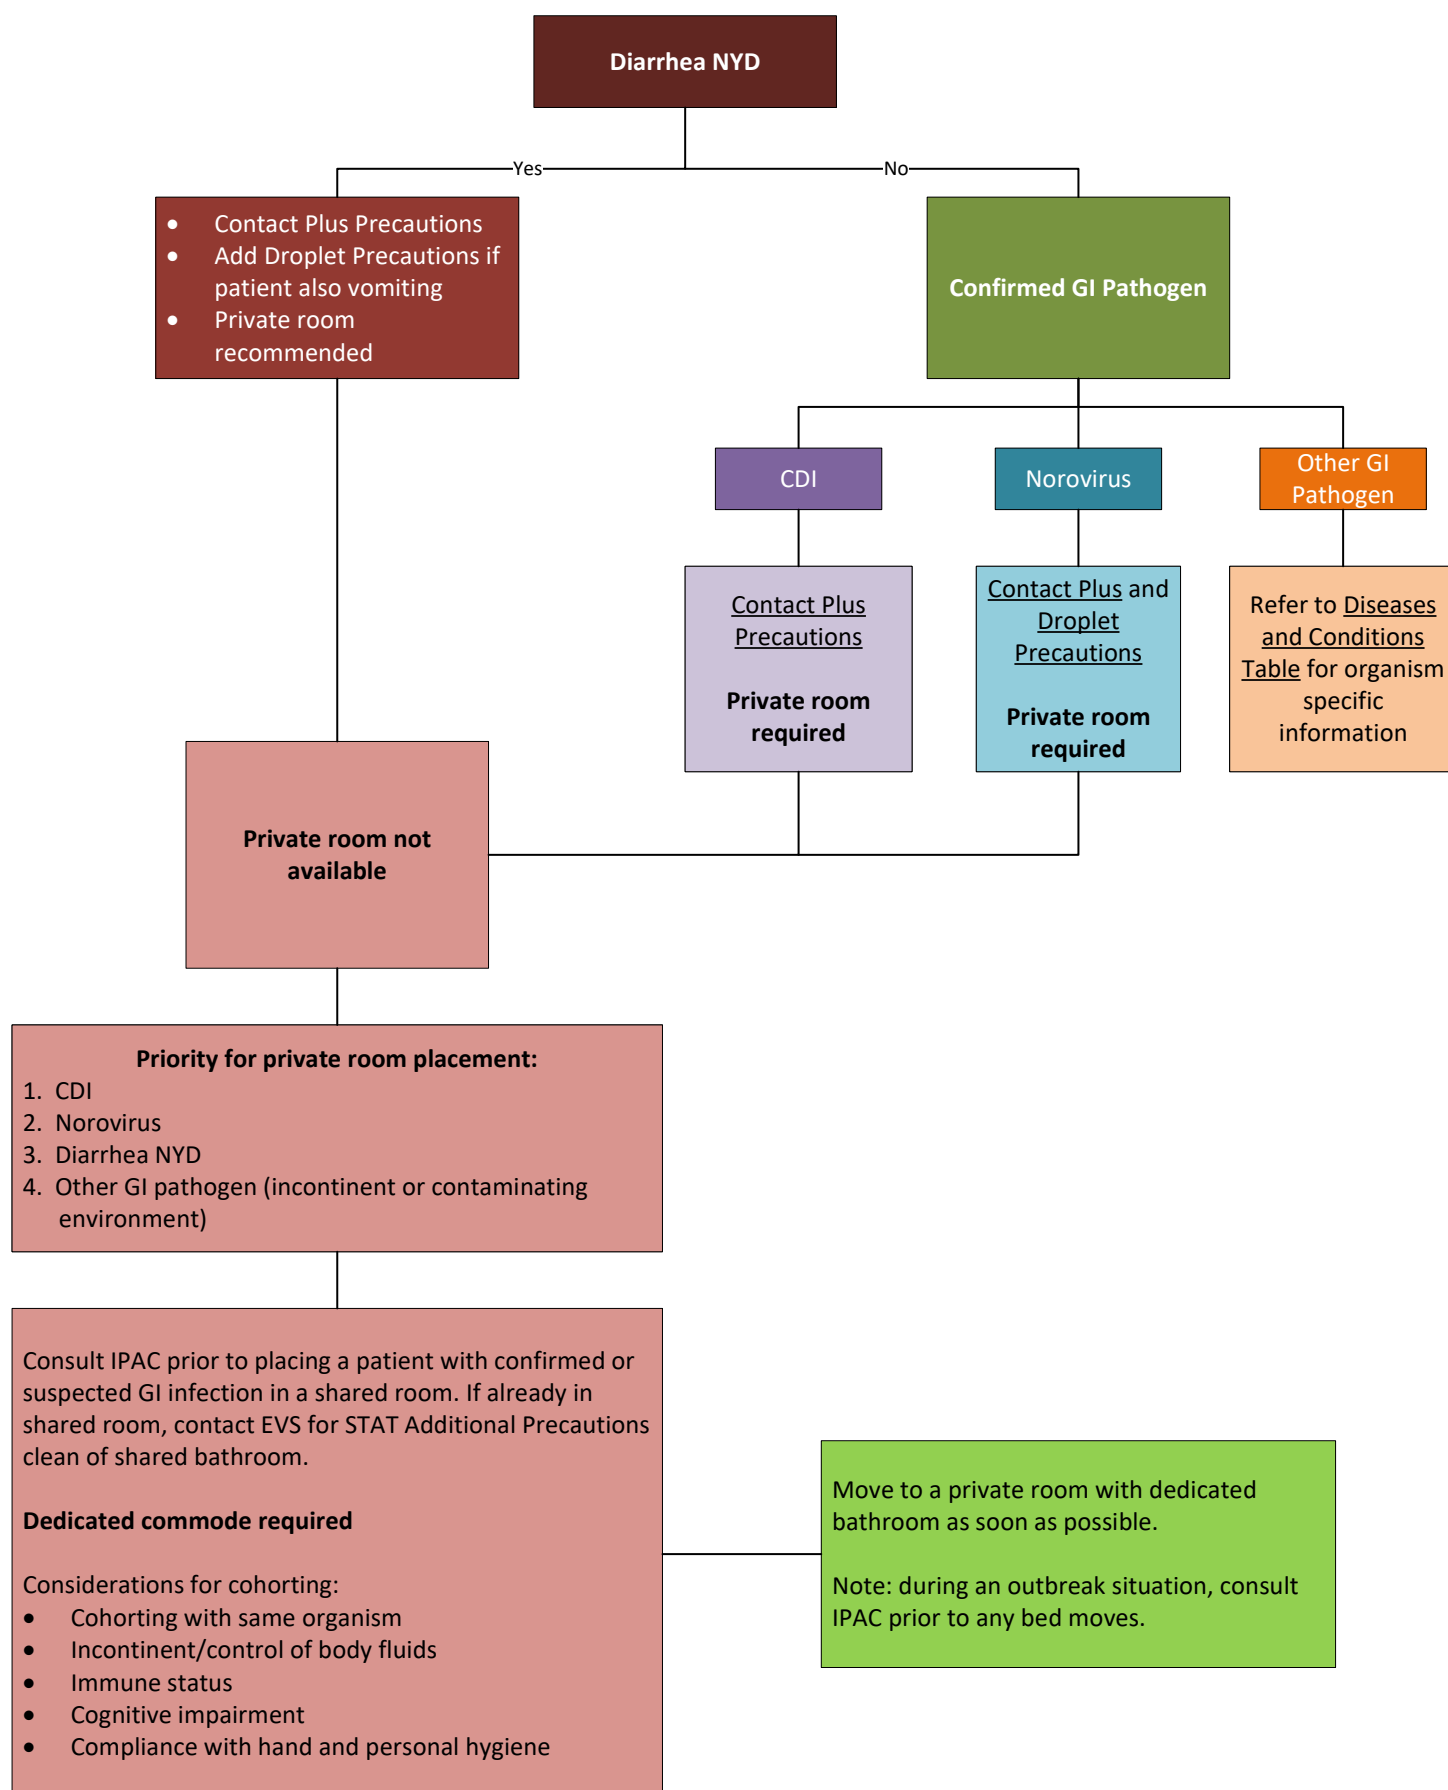 Diarrhea NYD
Yes
No
• Contact Plus Precautions
• Add Droplet Precautions if
patient also vomiting
• Private room
recommended
Confirmed GI Pathogen
CDI
Norovirus
Other GI
Pathogen
Contact Plus
Precautions
Private room
required
Contact Plus and
Droplet
Precautions
Private room
required
Refer to Diseases
and Conditions
Table for organism
specific
information
Private room not
available
Priority for private room placement:
1. CDI
2. Norovirus
3. Diarrhea NYD
4. Other GI pathogen (incontinent or contaminating
environment)
Consult IPAC prior to placing a patient with confirmed or
suspected GI infection in a shared room. If already in
shared room, contact EVS for STAT Additional Precautions
clean of shared bathroom.
Dedicated commode required
Considerations for cohorting:
• Cohorting with same organism
• Incontinent/control of body fluids
• Immune status
• Cognitive impairment
• Compliance with hand and personal hygiene
Move to a private room with dedicated
bathroom as soon as possible.
Note: during an outbreak situation, consult
IPAC prior to any bed moves.